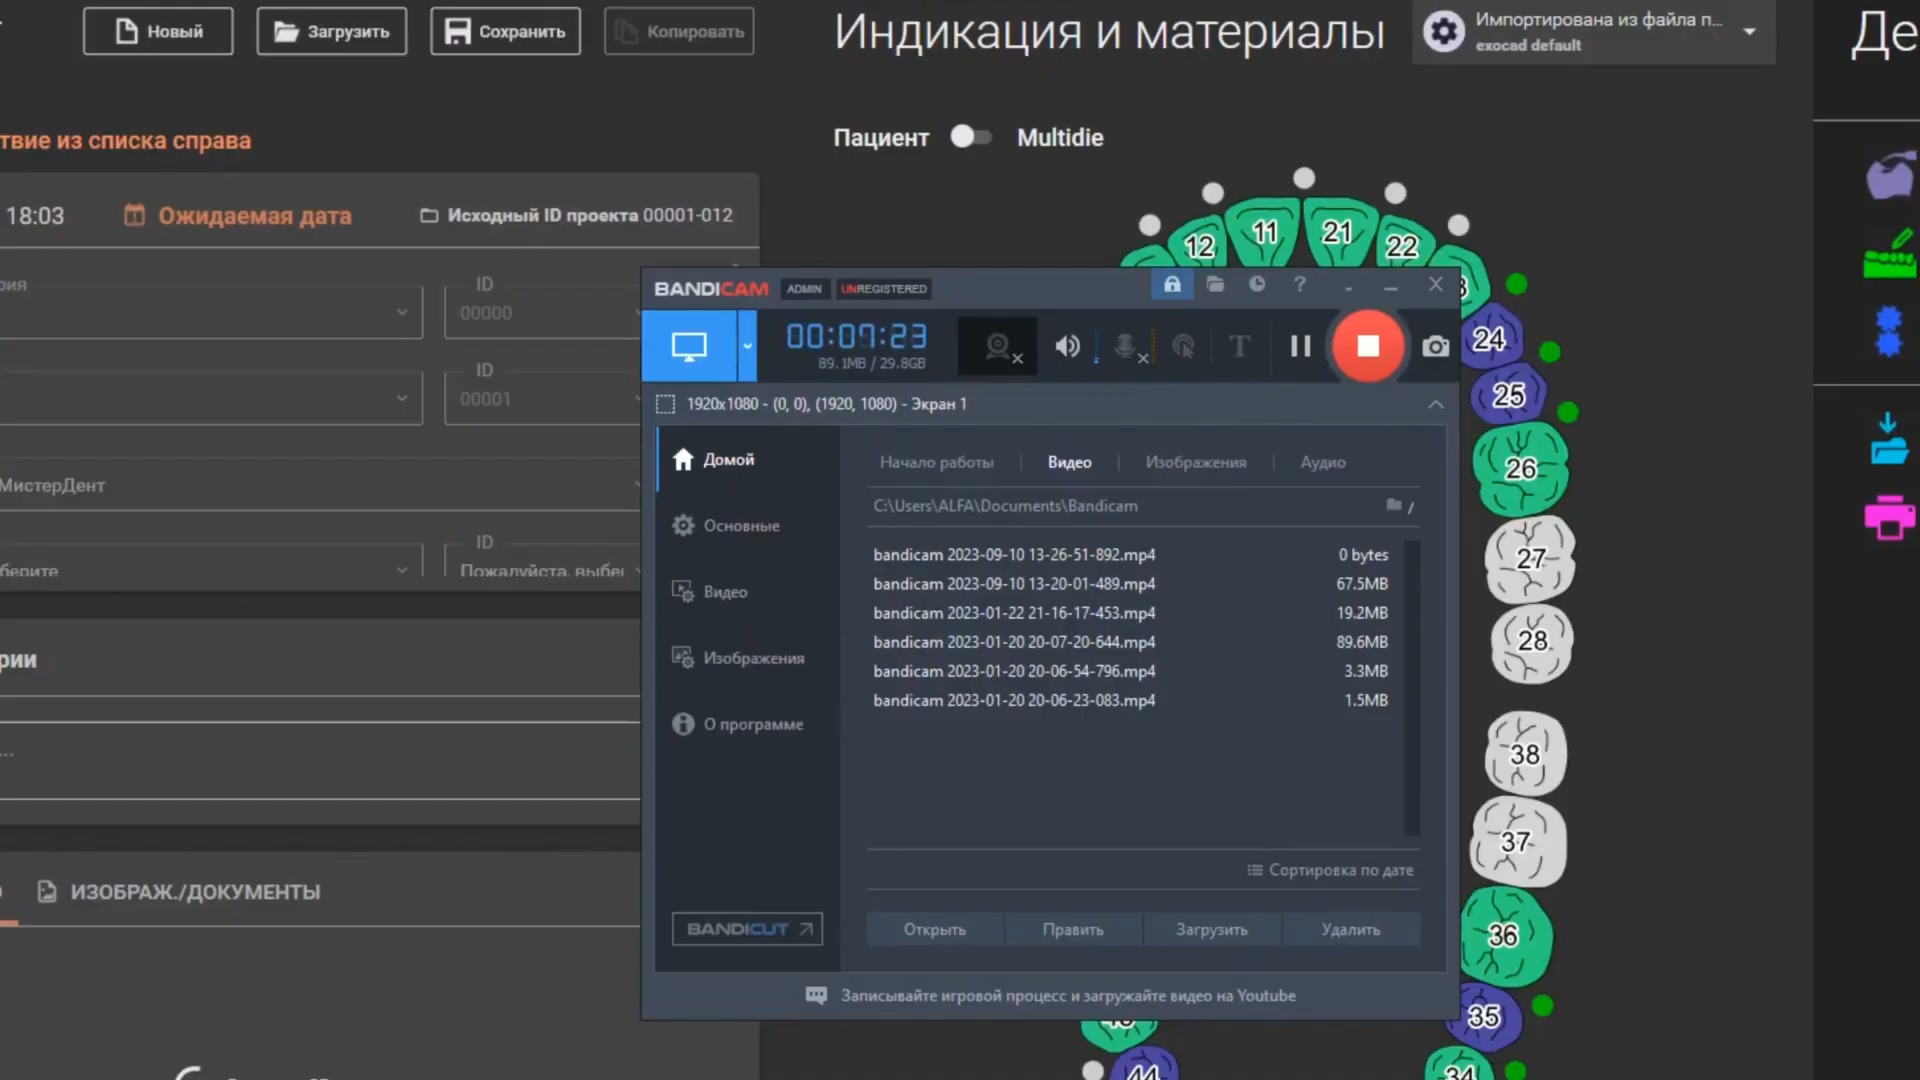 Новый
Загрузить
Сохранить
Копировать
Индикация и материалы
Импортирована из файла п...
exocad default
Де
твие из списка справа
Пациент
Multidie
18:03
Ожидаемая дата
Исходный ID проекта 00001-012
ID
00000
ID
00001
МистерДент
ID
берите
Пожалуйста, выбе
рии
...
ИЗОБРАЖ./ДОКУМЕНТЫ
12
11
21
22
24
25
26
27
28
38
37
36
35
34
44
BANDICAM
ADMIN
UNREGISTERED
00:07:23
89.1MB / 29.8GB
1920x1080 - (0, 0), (1920, 1080) - Экран 1
Домой
Основные
Видео
Изображения
О программе
BANDICUT
Начало работы
Видео
Изображения
Аудио
C:\Users\ALFA\Documents\Bandicam
bandicam 2023-09-10 13-26-51-892.mp4 0 bytes
bandicam 2023-09-10 13-20-01-489.mp4 67.5MB
bandicam 2023-01-22 21-16-17-453.mp4 19.2MB
bandicam 2023-01-20 20-07-20-644.mp4 89.6MB
bandicam 2023-01-20 20-06-54-796.mp4 3.3MB
bandicam 2023-01-20 20-06-23-083.mp4 1.5MB
Сортировка по дате
Открыть
Править
Загрузить
Удалить
Записывайте игровой процесс и загружайте видео на Youtube